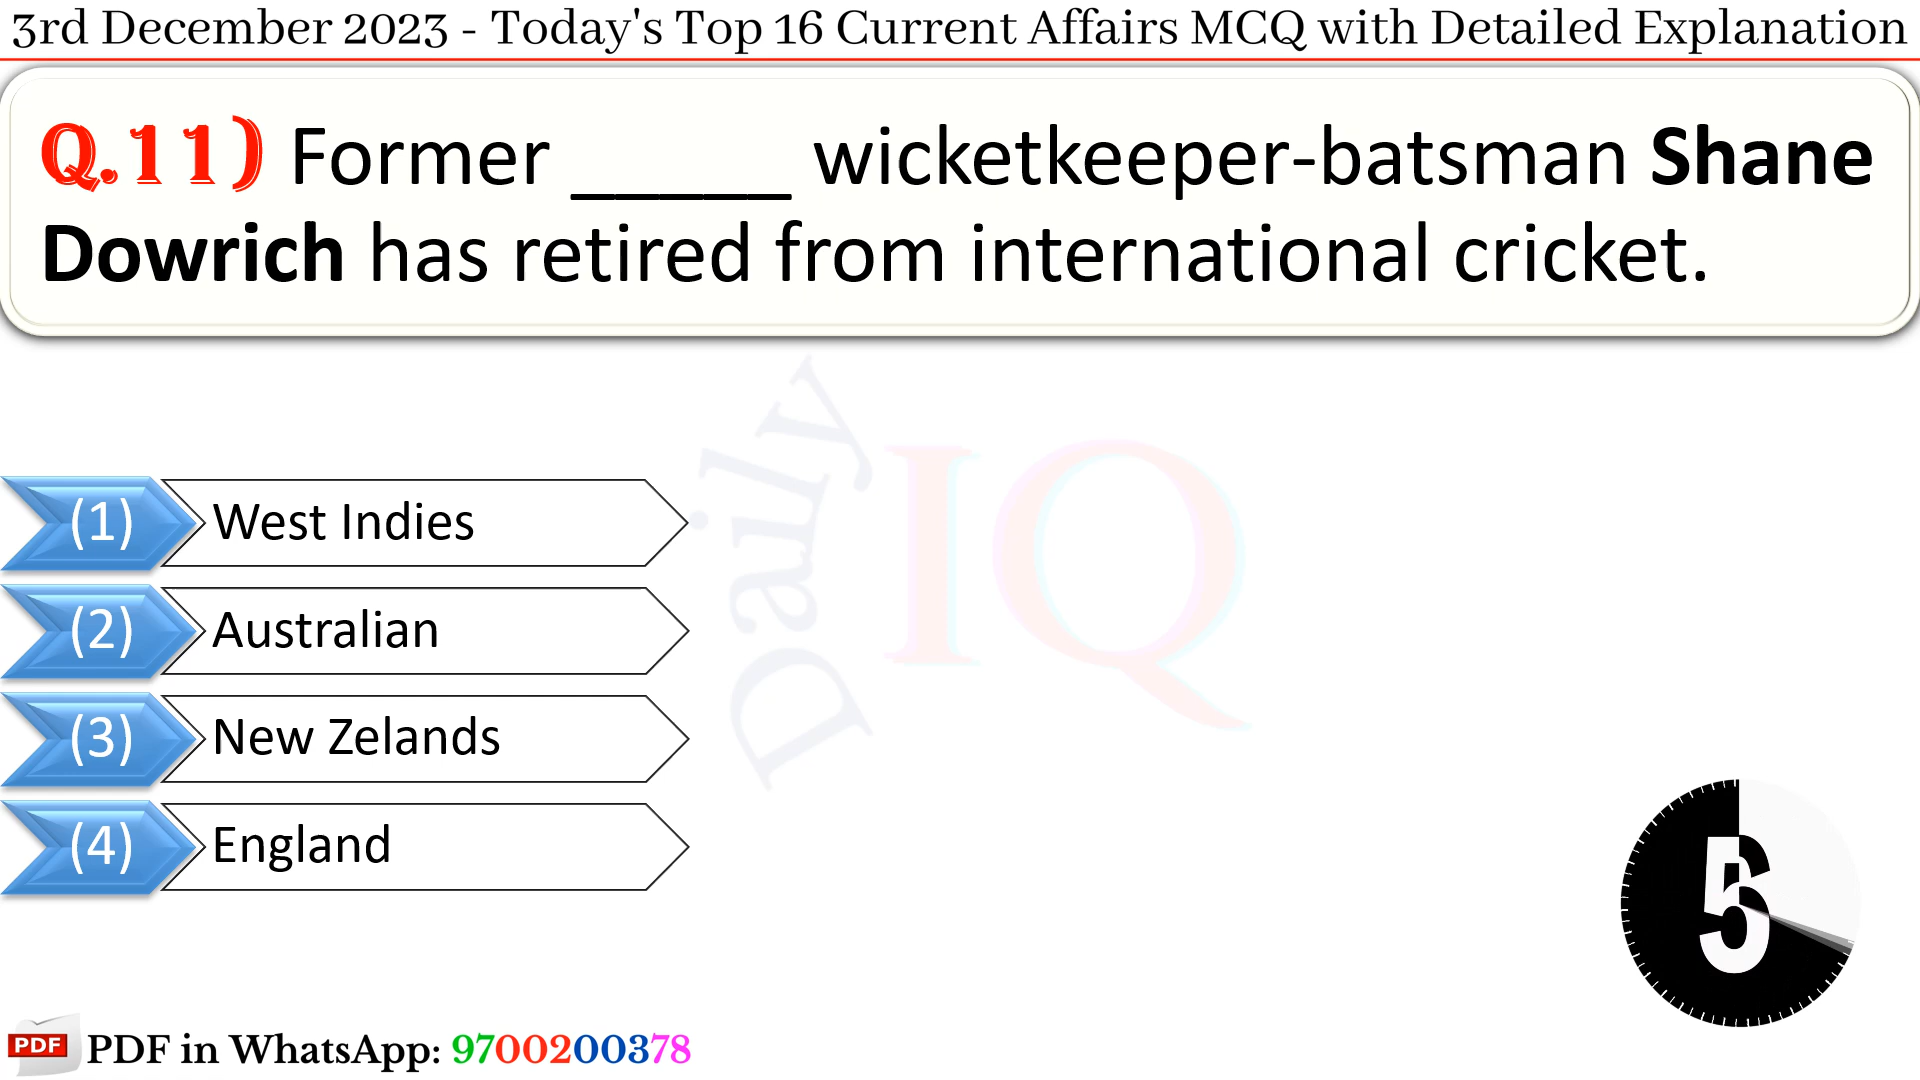 3rd December 2023 - Today's Top 16 Current Affairs MCQ with Detailed Explanation
Q.11) Former _____ wicketkeeper-batsman Shane
Dowrich has retired from international cricket.
Daily IQ
(1) West Indies
(2) Australian
(3) New Zelands
(4) England
5
PDF PDF in WhatsApp: 9700200378